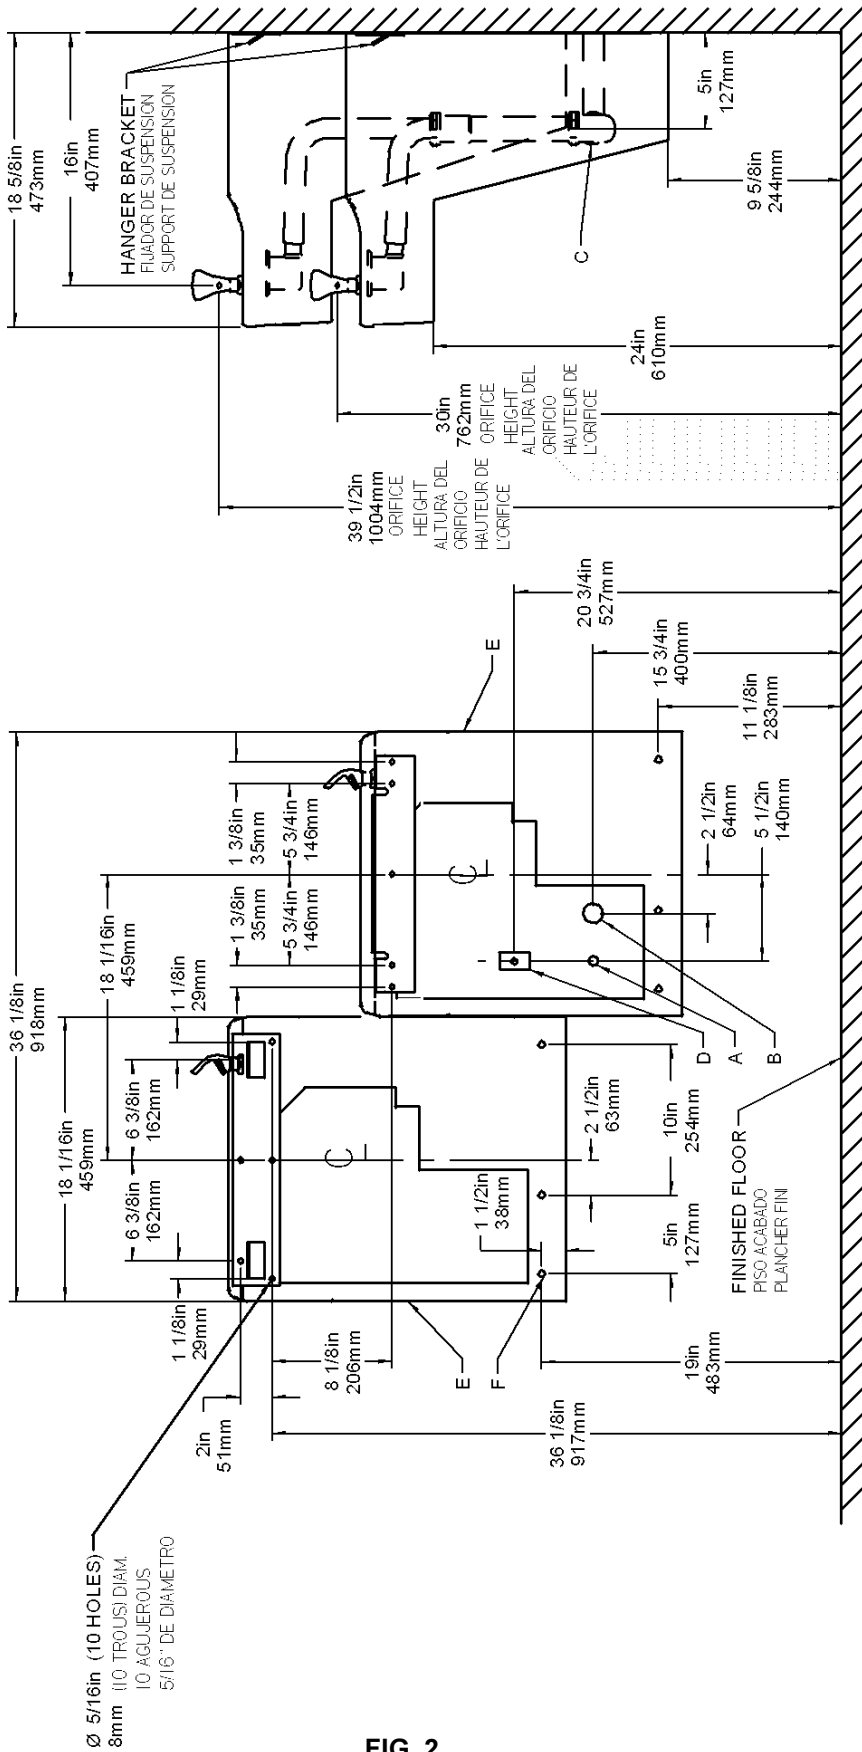 18 5/8in
473mm
16in
407mm
HANGER BRACKET
FIJADOR DE SUSPENSION
SUPPORT DE SUSPENSION
5in
127mm
9 5/8in
244mm
C
24in
610mm
30in
762mm
ORIFICE
HEIGHT
ALTURA DEL
ORIFICIO
HAUTEUR DE
L'ORIFICE
39 1/2in
1004mm
ORIFICE
HEIGHT
ALTURA DEL
ORIFICIO
HAUTEUR DE
L'ORIFICE
20 3/4in
527mm
15 3/4in
400mm
11 1/8in
283mm
E
36 1/8in
918mm
1 3/8in
35mm
5 3/4in
146mm
18 1/16in
459mm
1 3/8in
35mm
5 3/4in
146mm
CL
2 1/2in
64mm
5 1/2in
140mm
D
A
B
18 1/16in
459mm
1 1/8in
29mm
6 3/8in
162mm
6 3/8in
162mm
1 1/8in
29mm
CL
2 1/2in
63mm
10in
254mm
1 1/2in
38mm
5in
127mm
FINISHED FLOOR
PISO ACABADO
PLANCHER FINI
8 1/8in
206mm
E
F
19in
483mm
2in
51mm
36 1/8in
917mm
Ø 5/16in (10 HOLES)
8mm (10 TROUS) DIAM.
10 AGUJEROUS
5/16" DE DIAMETRO
FIG. 2